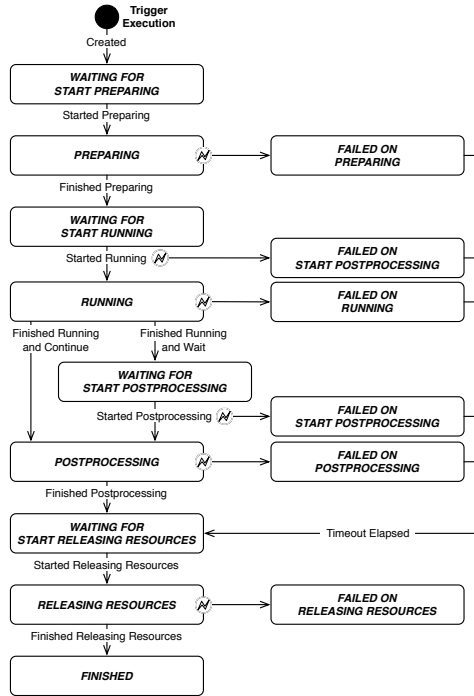 Trigger
Execution
Created
WAITING FOR
START PREPARING
Started Preparing
PREPARING
FAILED ON
PREPARING
Finished Preparing
WAITING FOR
START RUNNING
Started Running
FAILED ON
START POSTPROCESSING
RUNNING
FAILED ON
RUNNING
Finished Running
and Continue
Finished Running
and Wait
WAITING FOR
START POSTPROCESSING
Started Postprocessing
FAILED ON
START POSTPROCESSING
POSTPROCESSING
FAILED ON
POSTPROCESSING
Finished Postprocessing
WAITING FOR
START RELEASING RESOURCES
Timeout Elapsed
Started Releasing Resources
RELEASING RESOURCES
FAILED ON
RELEASING RESOURCES
Finished Releasing Resources
FINISHED